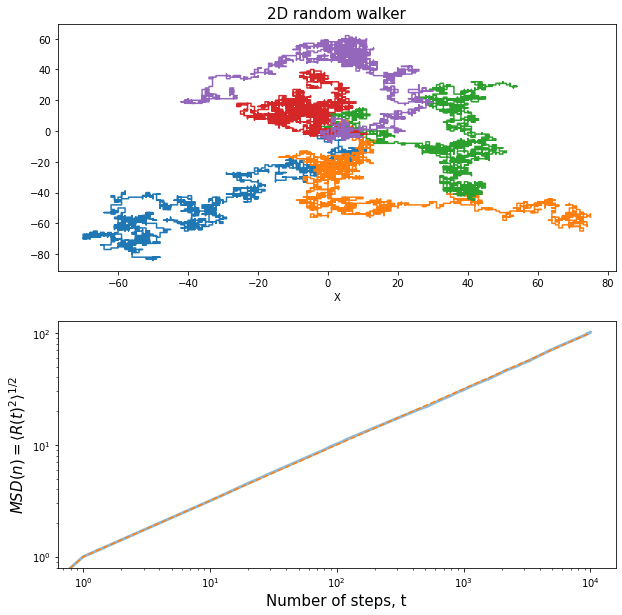 2D random walker
60
40
20
0
−20
−40
−60
−80
−60 −40 −20 0 20 40 60 80
X
MSD(n) = ⟨R(t)²⟩^{1/2}
10²
10¹
10⁰
10⁰ 10¹ 10² 10³ 10⁴
Number of steps, t